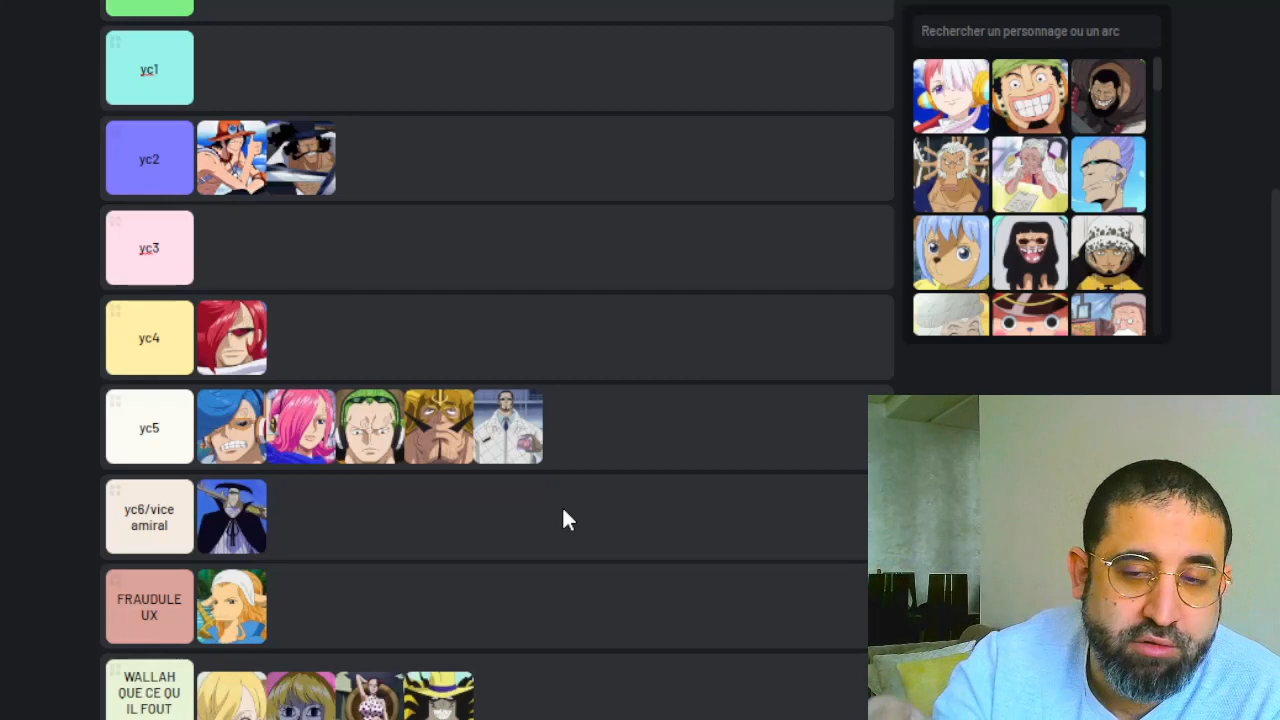 Rechercher un personnage ou un arc
yc1
yc2
yc3
yc4
yc5
yc6/vice
amiral
FRAUDULE
UX
WALLAH
QUE CE QU
IL FOUT